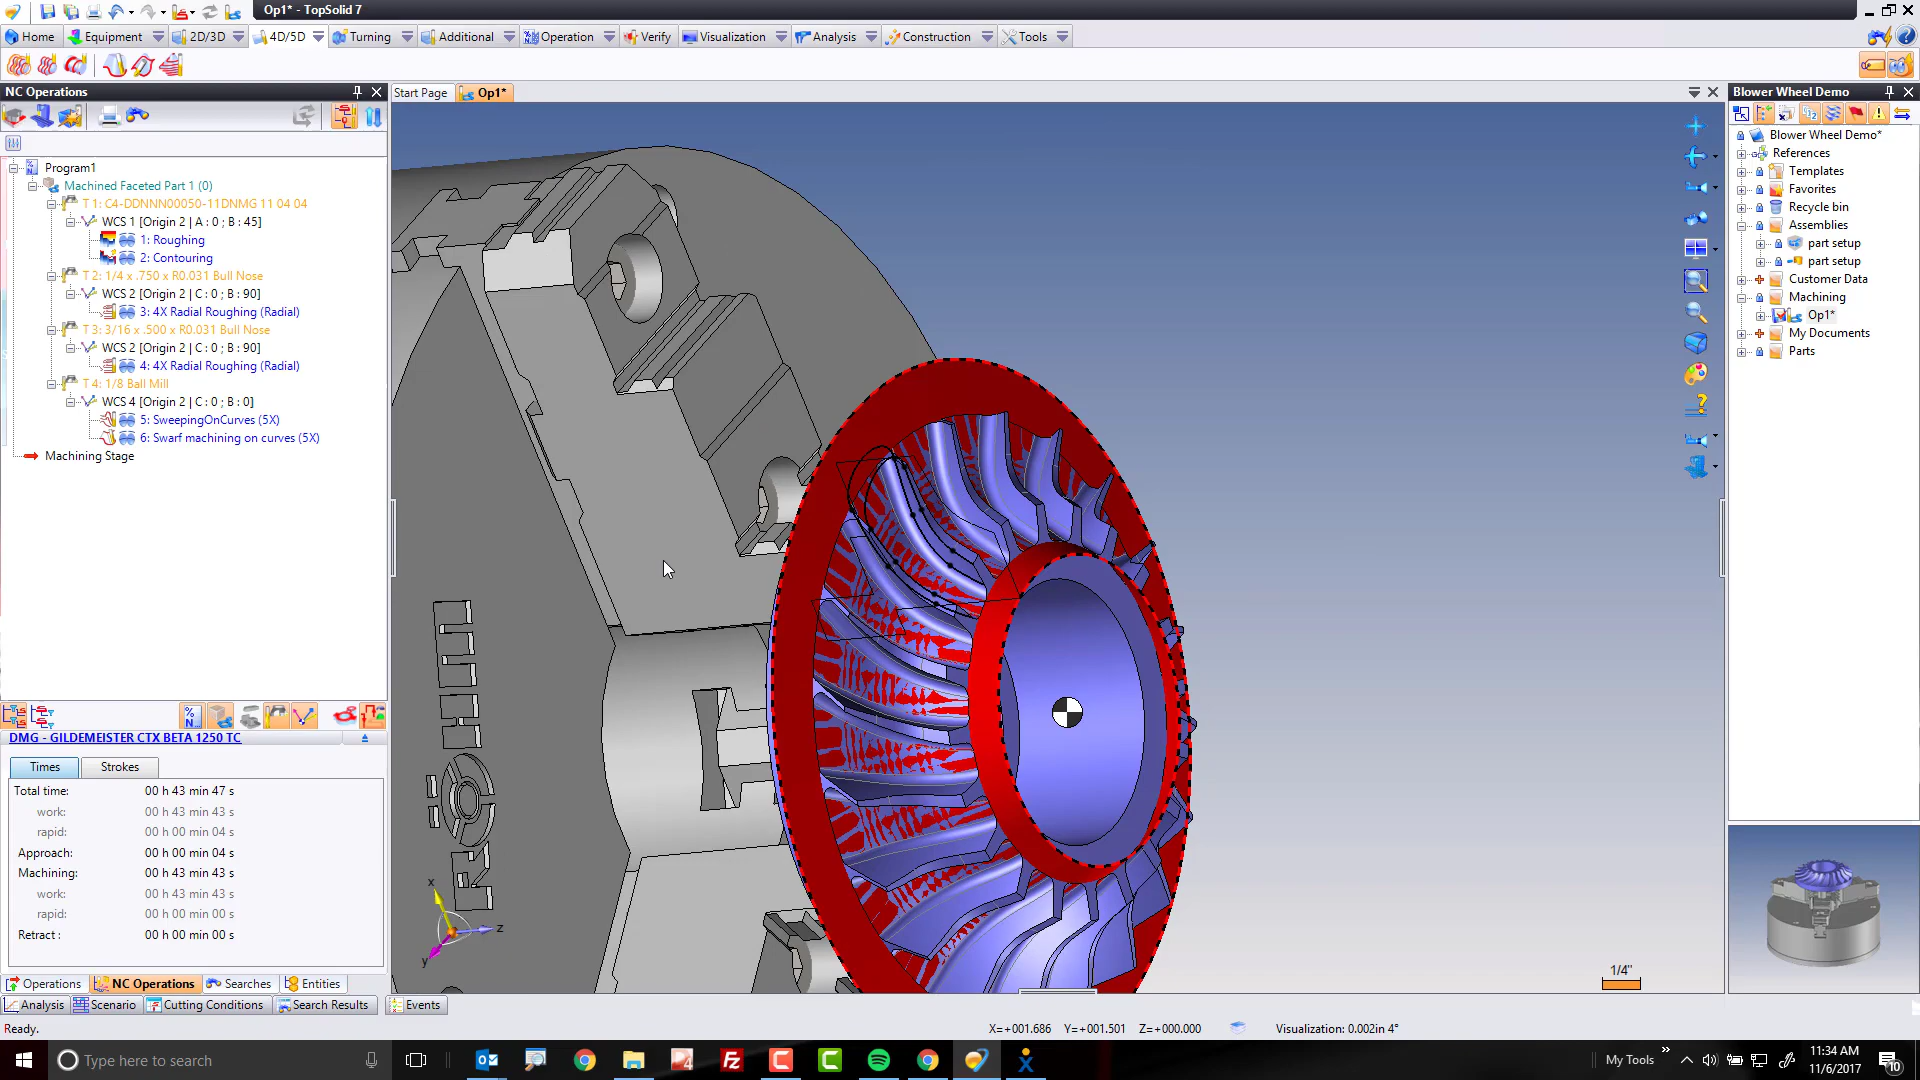 Op1* - TopSolid 7
Home Equipment 2D/3D 4D/5D Turning Additional Operation Verify Visualization Analysis Construction Tools
NC Operations
Start Page Op1*
Blower Wheel Demo
Program1
Machined Faceted Part 1 (0)
T 1: C4-DDNNN00050-11DNMG 11 04 04
WCS 1 [Origin 2 | A : 0 ; B : 45]
1: Roughing
2: Contouring
T 2: 1/4 x .750 x R0.031 Bull Nose
WCS 2 [Origin 2 | C : 0 ; B : 90]
3: 4X Radial Roughing (Radial)
T 3: 3/16 x .500 x R0.031 Bull Nose
WCS 2 [Origin 2 | C : 0 ; B : 90]
4: 4X Radial Roughing (Radial)
T 4: 1/8 Ball Mill
WCS 4 [Origin 2 | C : 0 ; B : 0]
5: SweepingOnCurves (5X)
6: Swarf machining on curves (5X)
Machining Stage
Blower Wheel Demo*
References
Templates
Favorites
Recycle bin
Assemblies
part setup
part setup
Customer Data
Machining
Op1*
My Documents
Parts
DMG - GILDEMEISTER CTX BETA 1250 TC
Times Strokes
Total time: 00 h 43 min 47 s
work: 00 h 43 min 43 s
rapid: 00 h 00 min 04 s
Approach: 00 h 00 min 04 s
Machining: 00 h 43 min 43 s
work: 00 h 43 min 43 s
rapid: 00 h 00 min 00 s
Retract : 00 h 00 min 00 s
x
z
y
1/4"
Operations NC Operations Searches Entities
Analysis Scenario Cutting Conditions Search Results Events
Ready.
X=+001.686 Y=+001.501 Z=+000.000 Visualization: 0.002in 4°
Type here to search
My Tools
11:34 AM
11/6/2017
10